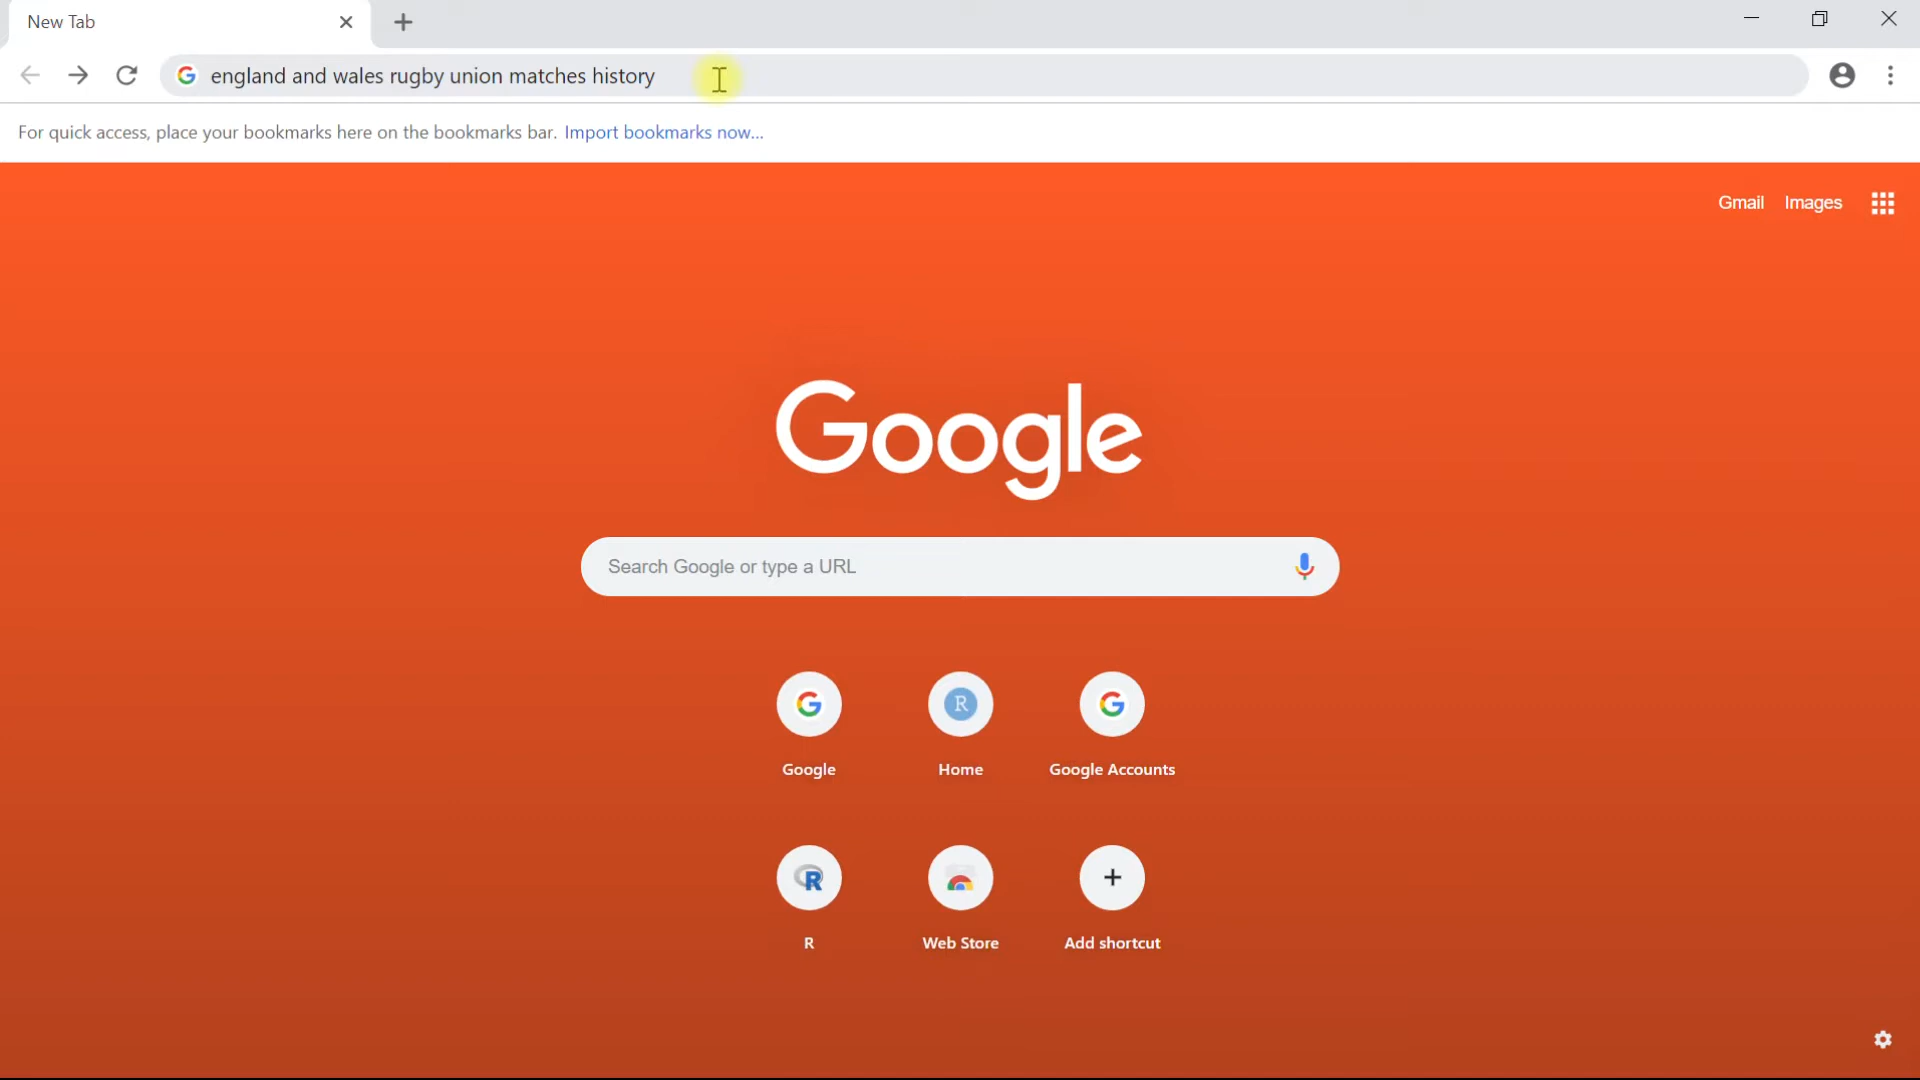 New Tab
england and wales rugby union matches history
For quick access, place your bookmarks here on the bookmarks bar. Import bookmarks now...
Gmail Images
Google
Search Google or type a URL
Google Home Google Accounts
R Web Store Add shortcut